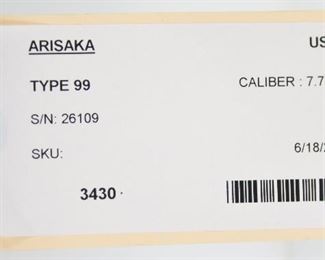 ARISAKA US
TYPE 99 CALIBER : 7.7
S/N: 26109
SKU: 6/18/
3430